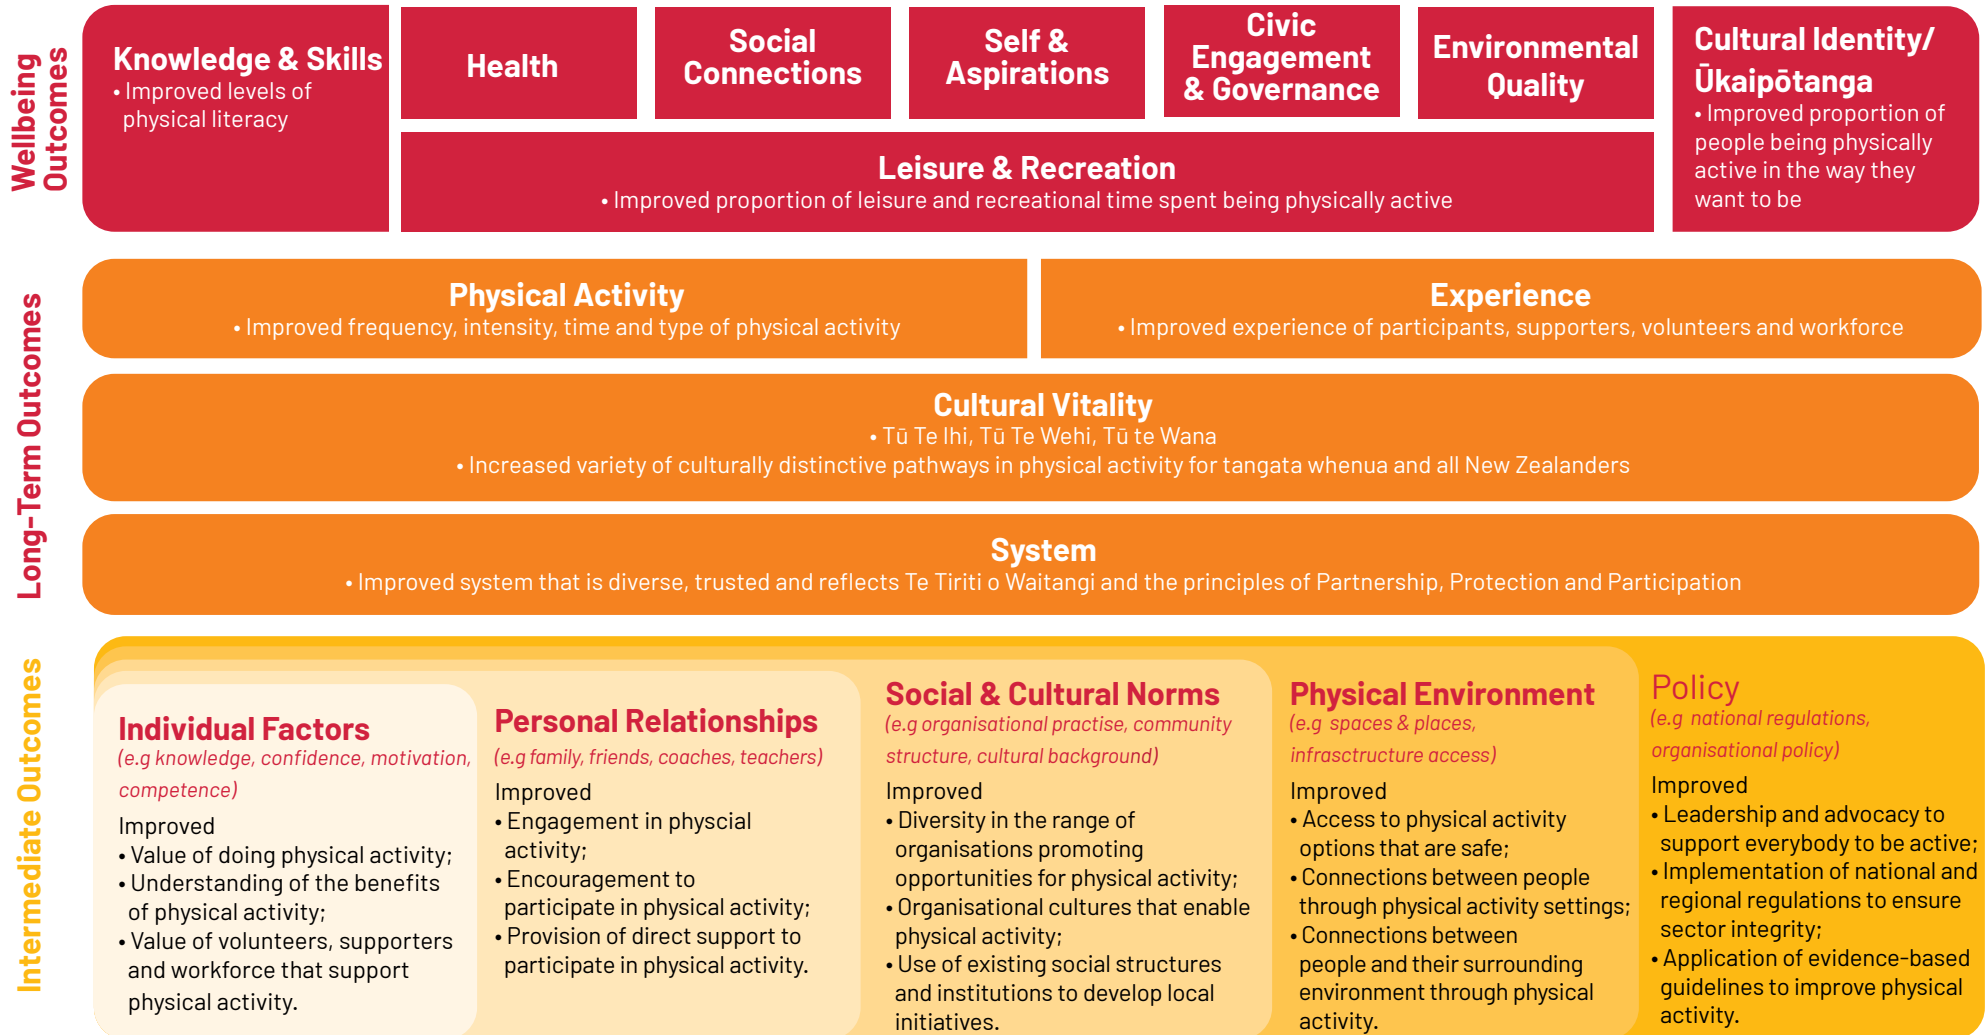 Wellbeing
Outcomes
Knowledge & Skills
• Improved levels of
physical literacy
Health
Social
Connections
Self &
Aspirations
Civic
Engagement
& Governance
Environmental
Quality
Cultural Identity/
Ūkaipōtanga
• Improved proportion of
people being physically
active in the way they
want to be
Leisure & Recreation
• Improved proportion of leisure and recreational time spent being physically active
Long-Term Outcomes
Physical Activity
• Improved frequency, intensity, time and type of physical activity
Experience
• Improved experience of participants, supporters, volunteers and workforce
Cultural Vitality
• Tū Te Ihi, Tū Te Wehi, Tū te Wana
• Increased variety of culturally distinctive pathways in physical activity for tangata whenua and all New Zealanders
System
• Improved system that is diverse, trusted and reflects Te Tiriti o Waitangi and the principles of Partnership, Protection and Participation
Intermediate Outcomes
Individual Factors
(e.g knowledge, confidence, motivation,
competence)
Improved
• Value of doing physical activity;
• Understanding of the benefits
of physical activity;
• Value of volunteers, supporters
and workforce that support
physical activity.
Personal Relationships
(e.g family, friends, coaches, teachers)
Improved
• Engagement in physcial
activity;
• Encouragement to
participate in physical activity;
• Provision of direct support to
participate in physical activity.
Social & Cultural Norms
(e.g organisational practise, community
structure, cultural background)
Improved
• Diversity in the range of
organisations promoting
opportunities for physical activity;
• Organisational cultures that enable
physical activity;
• Use of existing social structures
and institutions to develop local
initiatives.
Physical Environment
(e.g spaces & places,
infrasctructure access)
Improved
• Access to physical activity
options that are safe;
• Connections between people
through physical activity settings;
• Connections between
people and their surrounding
environment through physical
activity.
Policy
(e.g national regulations,
organisational policy)
Improved
• Leadership and advocacy to
support everybody to be active;
• Implementation of national and
regional regulations to ensure
sector integrity;
• Application of evidence-based
guidelines to improve physical
activity.